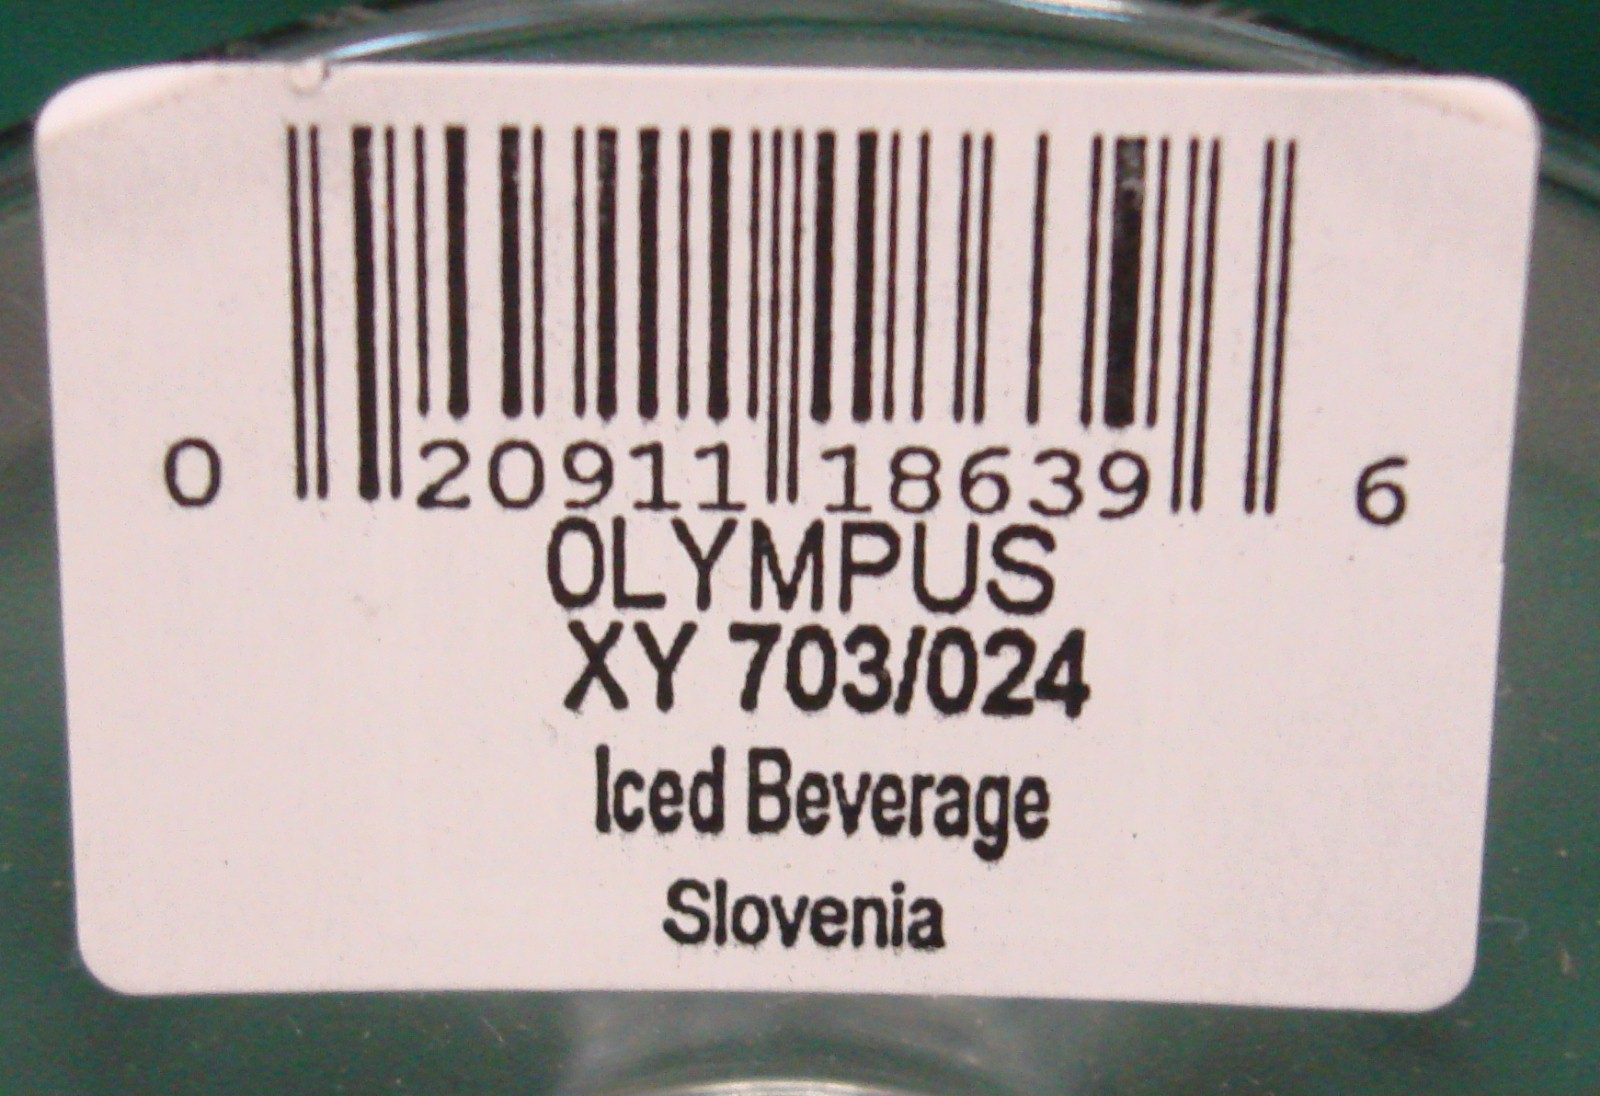 0 20911 18639 6
OLYMPUS
XY 703/024
Iced Beverage
Slovenia